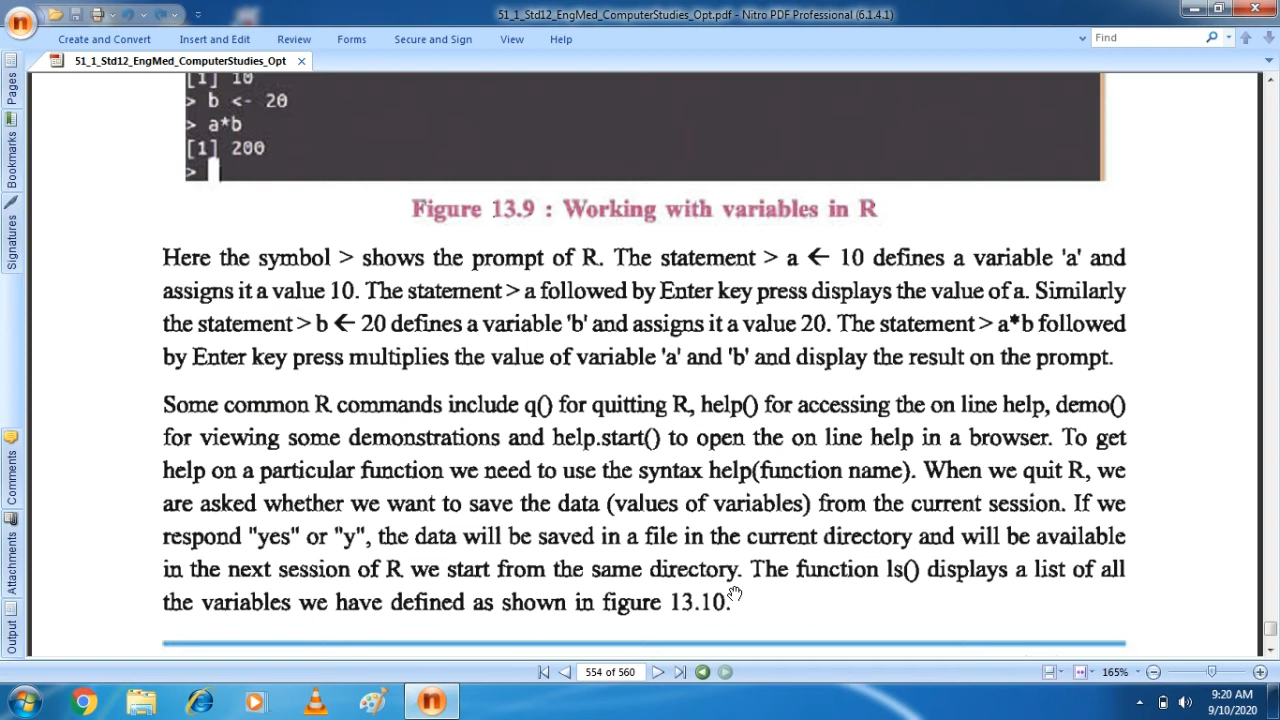 51_1_Std12_EngMed_ComputerStudies_Opt.pdf - Nitro PDF Professional (6.1.4.1)
Create and Convert Insert and Edit Review Forms Secure and Sign View Help Find
51_1_Std12_EngMed_ComputerStudies_Opt
Pages
Bookmarks
Signatures
Comments
Attachments
Output
[1] 10
> b <- 20
> a*b
[1] 200
>
Figure 13.9 : Working with variables in R
Here the symbol > shows the prompt of R. The statement > a ← 10 defines a variable 'a' and
assigns it a value 10. The statement > a followed by Enter key press displays the value of a. Similarly
the statement > b ← 20 defines a variable 'b' and assigns it a value 20. The statement > a*b followed
by Enter key press multiplies the value of variable 'a' and 'b' and display the result on the prompt.
Some common R commands include q() for quitting R, help() for accessing the on line help, demo()
for viewing some demonstrations and help.start() to open the on line help in a browser. To get
help on a particular function we need to use the syntax help(function name). When we quit R, we
are asked whether we want to save the data (values of variables) from the current session. If we
respond "yes" or "y", the data will be saved in a file in the current directory and will be available
in the next session of R we start from the same directory. The function ls() displays a list of all
the variables we have defined as shown in figure 13.10.
554 of 560 165%
9:20 AM
9/10/2020